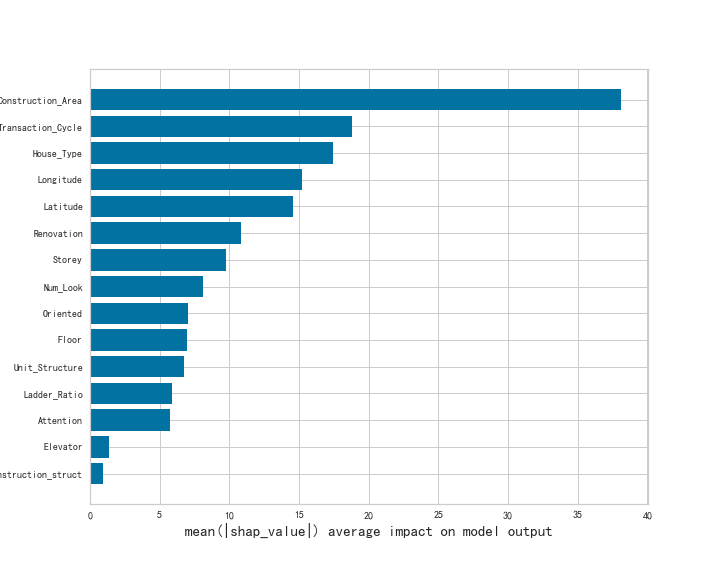 Construction_Area
Transaction_Cycle
House_Type
Longitude
Latitude
Renovation
Storey
Num_Look
Oriented
Floor
Unit_Structure
Ladder_Ratio
Attention
Elevator
nstruction_struct
0 5 10 15 20 25 30 35 40
mean(|shap_value|) average impact on model output